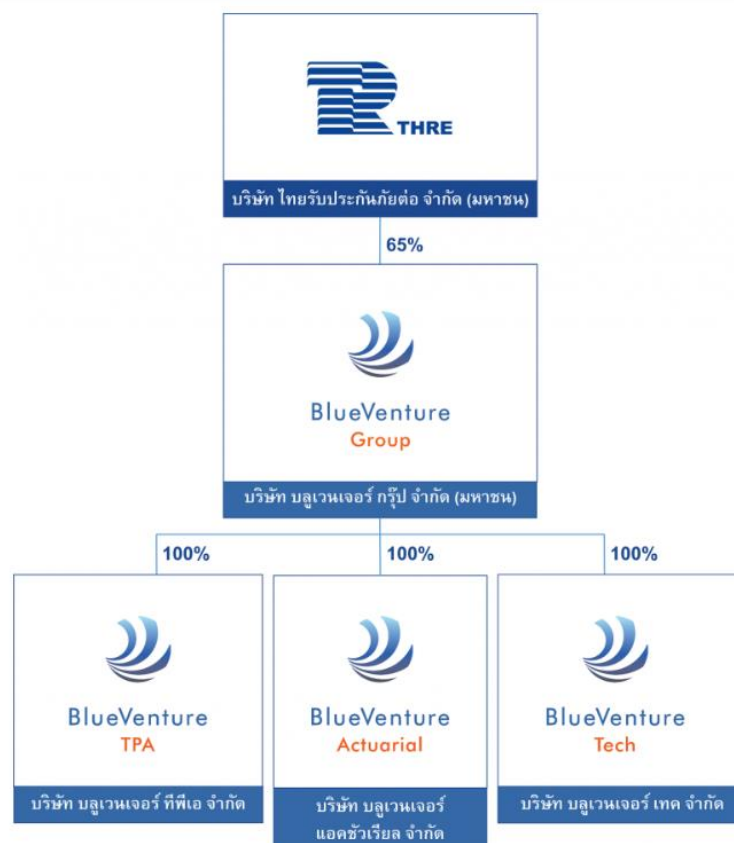 THRE
บริษัท ไทยรับประกันภัยต่อ จำกัด (มหาชน)
65%
BlueVenture
Group
บริษัท บลูเวนเจอร์ กรุ๊ป จำกัด (มหาชน)
100%
100%
100%
BlueVenture
TPA
บริษัท บลูเวนเจอร์ ทีพีเอ จำกัด
BlueVenture
Actuarial
บริษัท บลูเวนเจอร์
แอคชัวเรียล จำกัด
BlueVenture
Tech
บริษัท บลูเวนเจอร์ เทค จำกัด